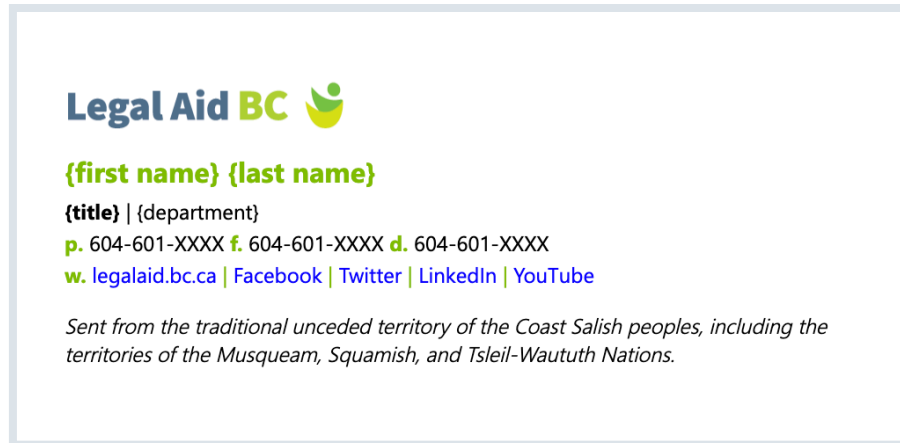 Legal Aid BC
{first name} {last name}
{title} | {department}
p. 604-601-XXXX f. 604-601-XXXX d. 604-601-XXXX
w. legalaid.bc.ca | Facebook | Twitter | LinkedIn | YouTube
Sent from the traditional unceded territory of the Coast Salish peoples, including the
territories of the Musqueam, Squamish, and Tsleil-Waututh Nations.